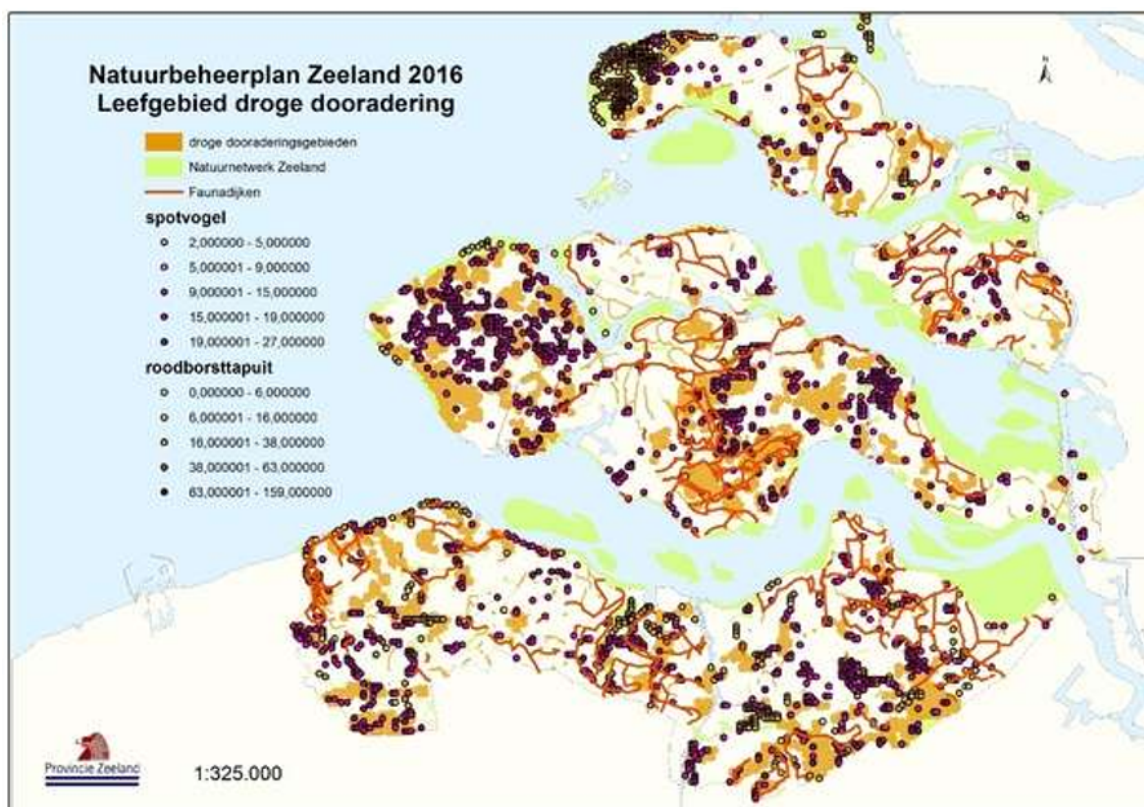 Natuurbeheerplan Zeeland 2016
Leefgebied droge dooradering
droge dooraderingsgebieden
Natuurnetwerk Zeeland
Faunadijken
spotvogel
2,000000 - 5,000000
5,000001 - 9,000000
9,000001 - 15,000000
15,000001 - 19,000000
19,000001 - 27,000000
roodborsttapuit
0,000000 - 6,000000
6,000001 - 16,000000
16,000001 - 38,000000
38,000001 - 63,000000
63,000001 - 159,000000
N
Provincie Zeeland
1:325.000